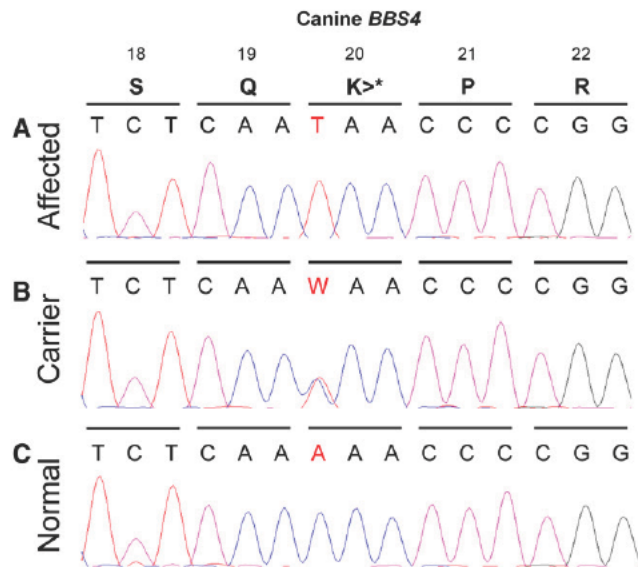 Canine BBS4
18 19 20 21 22
S Q K>* P R
A Affected
T C T C A A T A A C C C C G G
B Carrier
T C T C A A W A A C C C C G G
C Normal
T C T C A A A A A C C C C G G